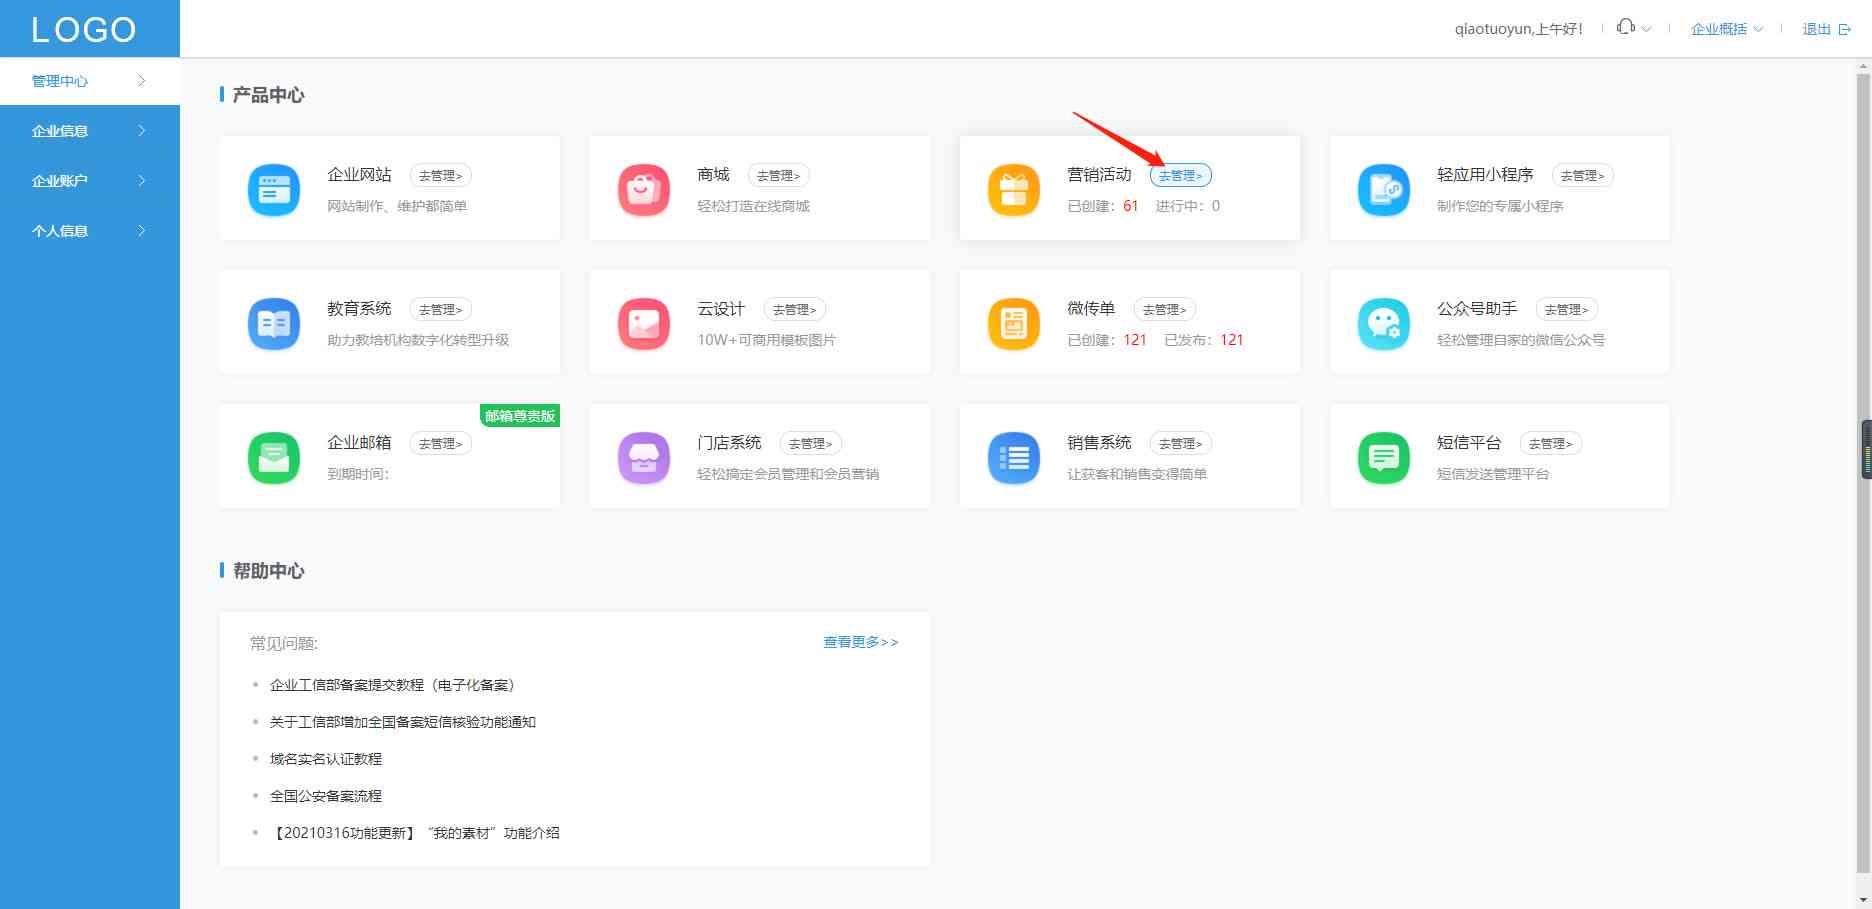 LOGO
qiaotuoyun,上午好!
企业概括
退出
管理中心
企业信息
企业账户
个人信息
产品中心
企业网站 去管理>
网站制作、维护都简单
商城 去管理>
轻松打造在线商城
营销活动 去管理>
已创建：61 进行中：0
轻应用小程序 去管理>
制作您的专属小程序
教育系统 去管理>
助力教培机构数字化转型升级
云设计 去管理>
10W+可商用模板图片
微传单 去管理>
已创建：121 已发布：121
公众号助手 去管理>
轻松管理自家的微信公众号
邮箱尊贵版
企业邮箱 去管理>
到期时间：
门店系统 去管理>
轻松搞定会员管理和会员营销
销售系统 去管理>
让获客和销售变得简单
短信平台 去管理>
短信发送管理平台
帮助中心
常见问题:
查看更多>>
企业工信部备案提交教程（电子化备案）
关于工信部增加全国备案短信核验功能通知
域名实名认证教程
全国公安备案流程
【20210316功能更新】“我的素材”功能介绍